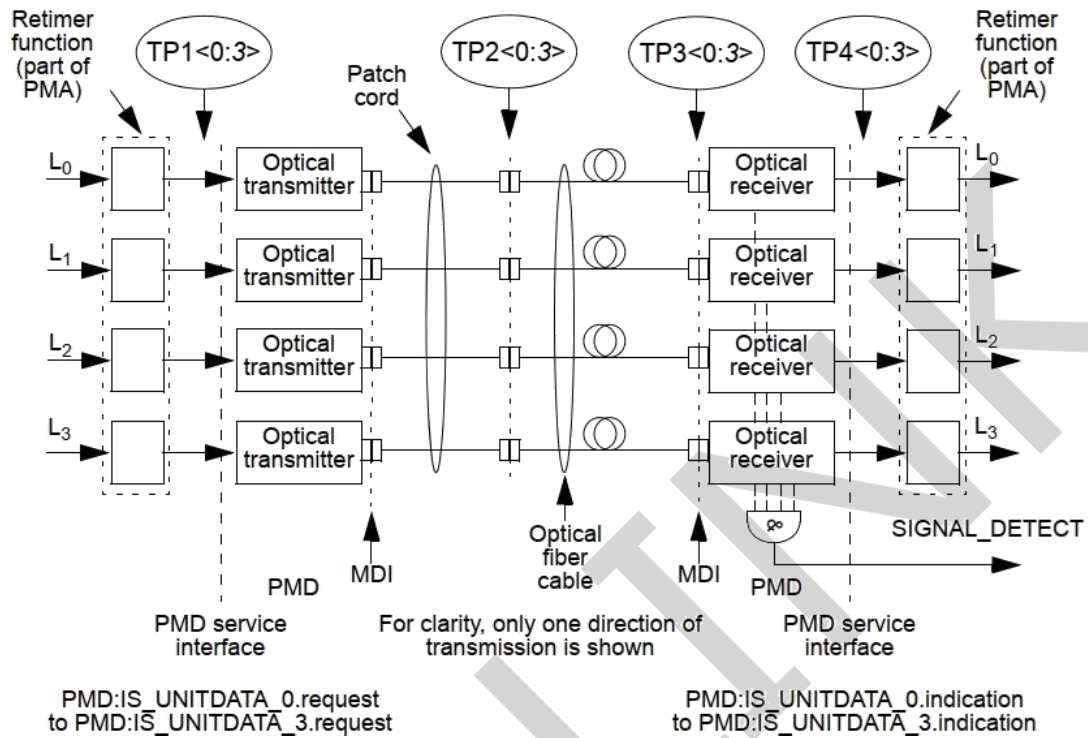 Retimer
function
(part of
PMA)
TP1<0:3>
Patch
cord
TP2<0:3>
TP3<0:3>
TP4<0:3>
Retimer
function
(part of
PMA)
L0
Optical
transmitter
Optical
receiver
L0
L1
Optical
transmitter
Optical
receiver
L1
L2
Optical
transmitter
Optical
receiver
L2
L3
Optical
transmitter
Optical
receiver
L3
&
SIGNAL_DETECT
PMD
MDI
Optical
fiber
cable
MDI
PMD
PMD service
interface
For clarity, only one direction of
transmission is shown
PMD service
interface
PMD:IS_UNITDATA_0.request
to PMD:IS_UNITDATA_3.request
PMD:IS_UNITDATA_0.indication
to PMD:IS_UNITDATA_3.indication